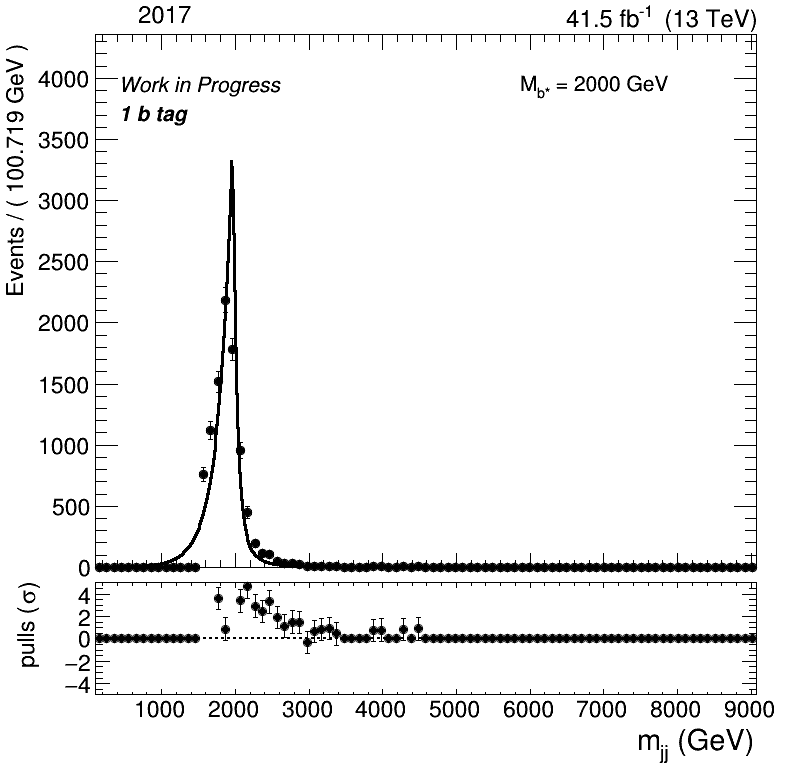 2017
41.5 fb⁻¹ (13 TeV)
Events / ( 100.719 GeV )
4000
3500
3000
2500
2000
1500
1000
500
0
Work in Progress
1 b tag
M_b* = 2000 GeV
pulls (σ)
4
2
0
−2
−4
1000 2000 3000 4000 5000 6000 7000 8000 9000
m_jj (GeV)